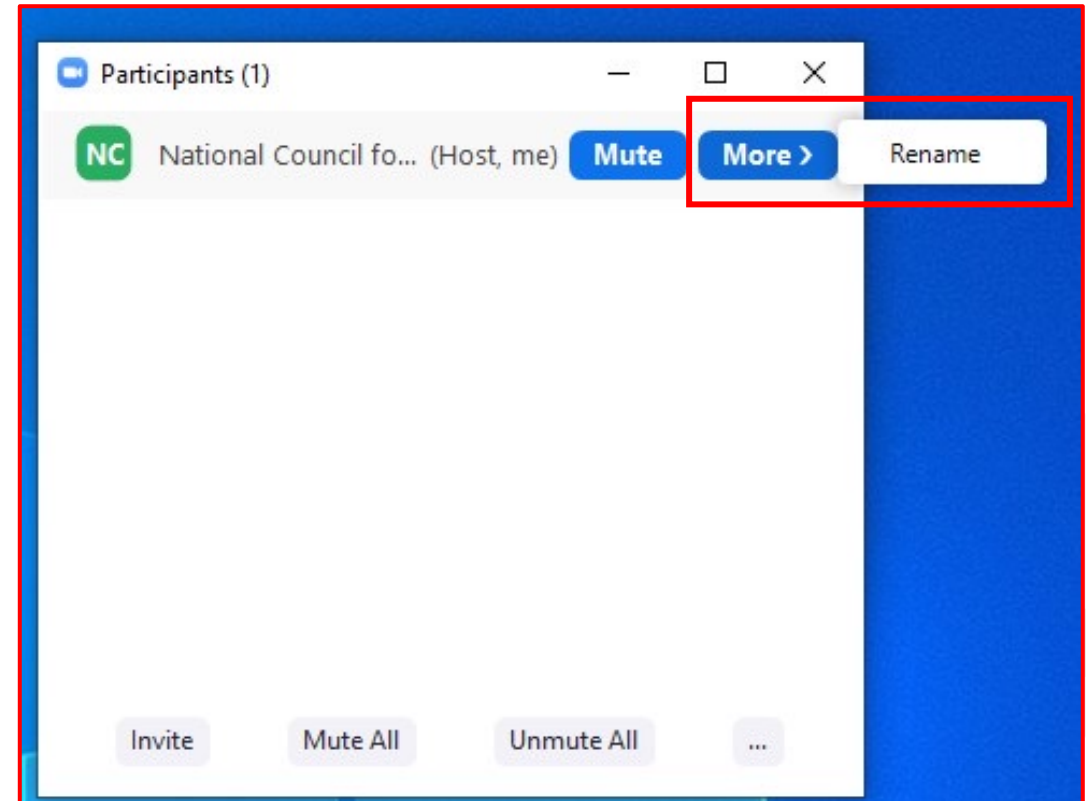 Participants (1)
NC National Council fo... (Host, me) Mute More > Rename
Invite Mute All Unmute All ...